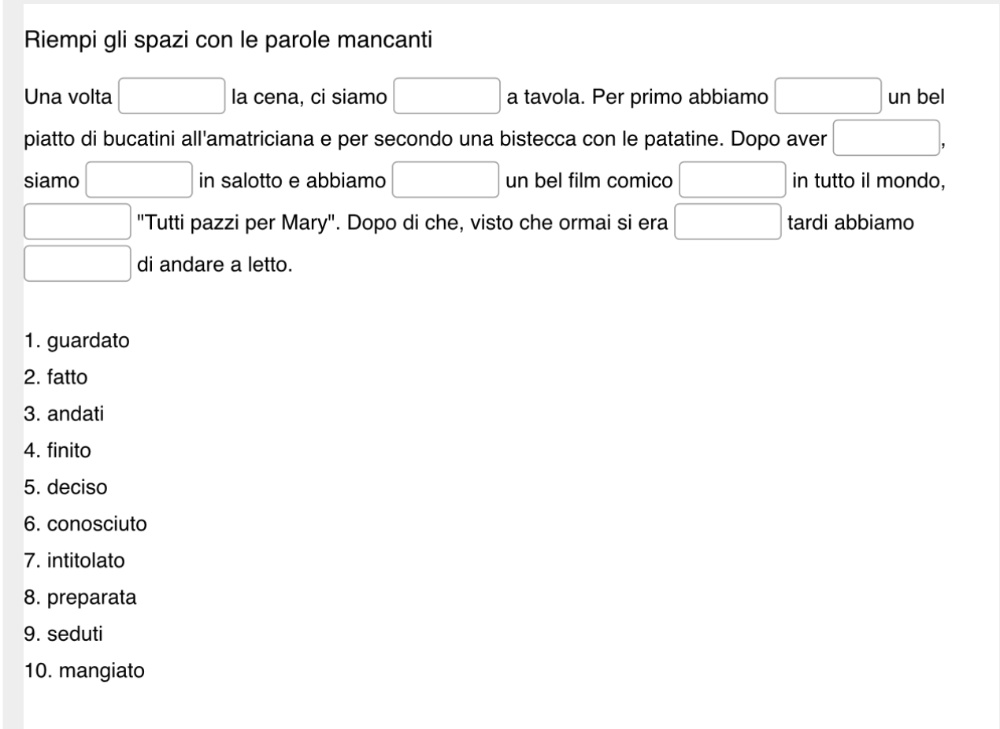 Riempi gli spazi con le parole mancanti
Una volta la cena, ci siamo a tavola. Per primo abbiamo un bel
piatto di bucatini all'amatriciana e per secondo una bistecca con le patatine. Dopo aver ,
siamo in salotto e abbiamo un bel film comico in tutto il mondo,
"Tutti pazzi per Mary". Dopo di che, visto che ormai si era tardi abbiamo
di andare a letto.
1. guardato
2. fatto
3. andati
4. finito
5. deciso
6. conosciuto
7. intitolato
8. preparata
9. seduti
10. mangiato